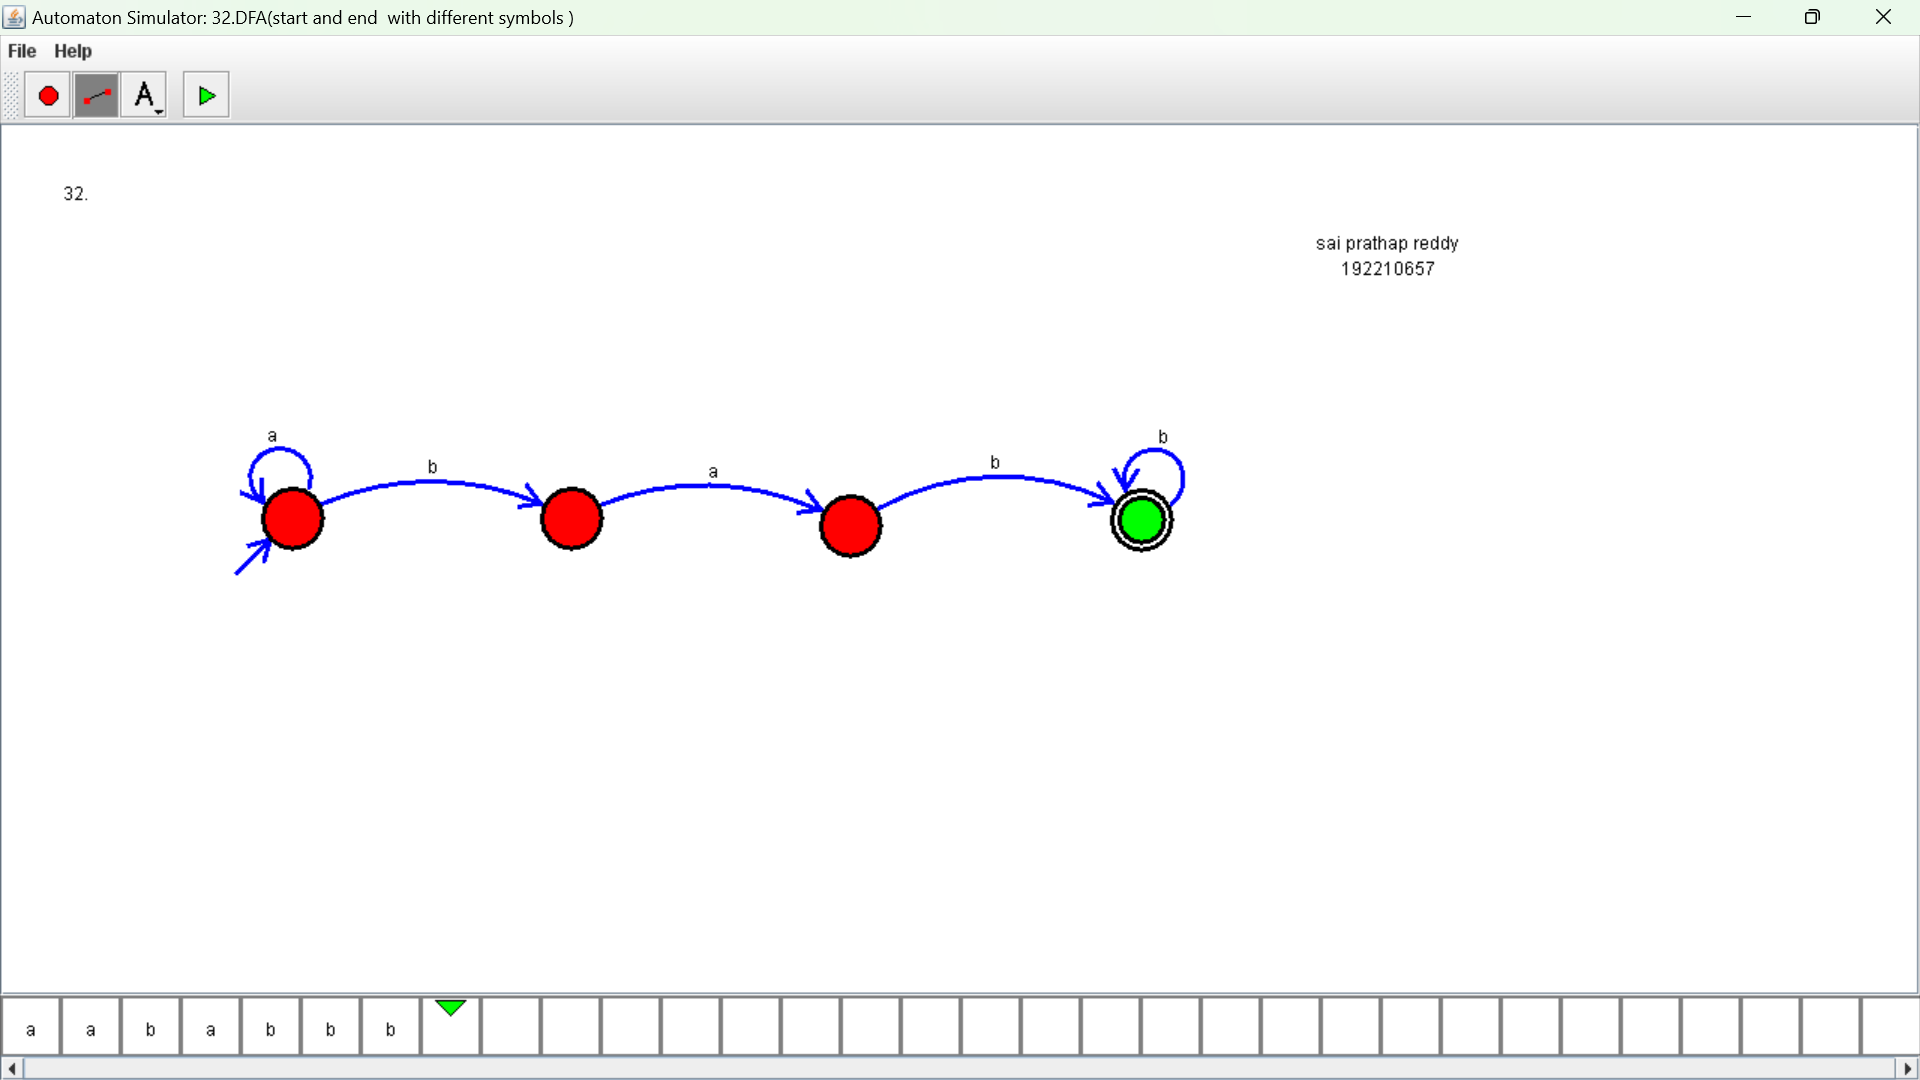 Automaton Simulator: 32.DFA(start and end  with different symbols )
File Help
A
32.
sai prathap reddy
192210657
a
b
a
b
b
a a b a b b b